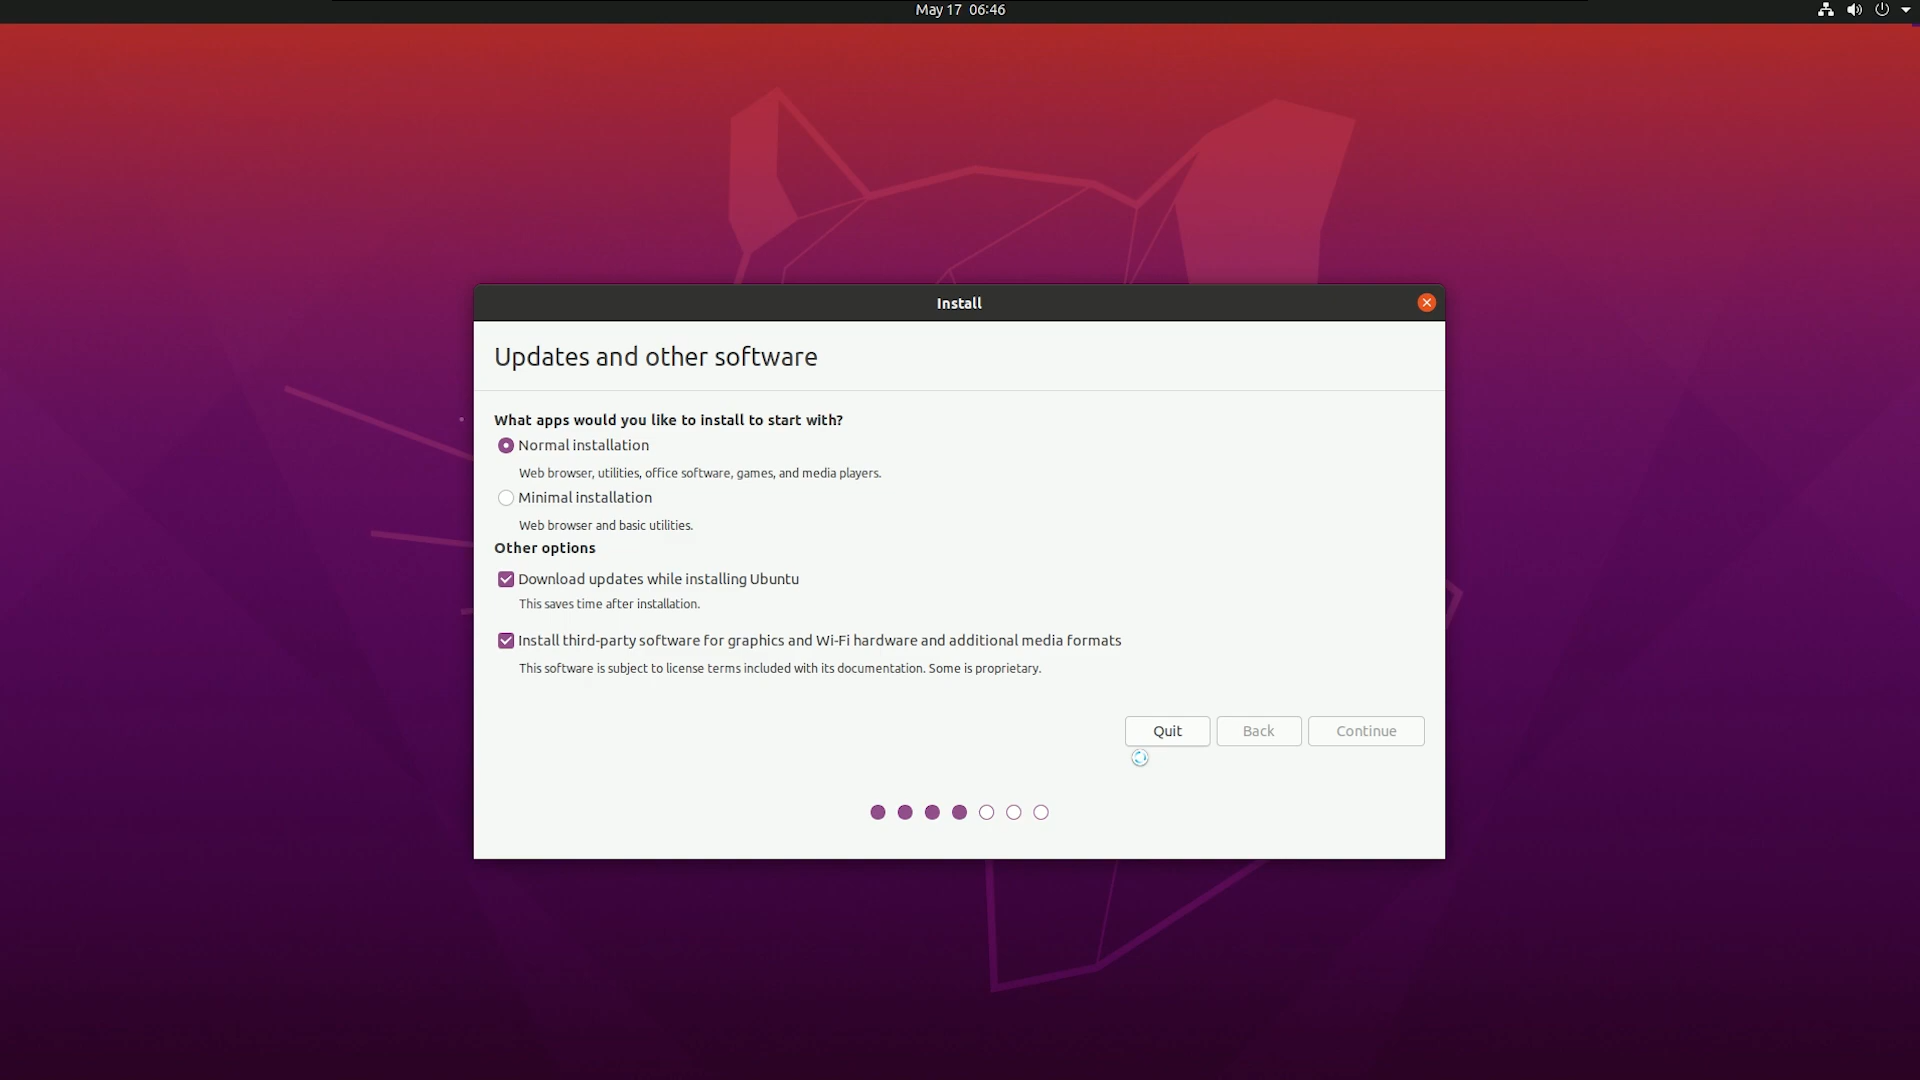 May 17 06:46
Install
Updates and other software
What apps would you like to install to start with?
Normal installation
Web browser, utilities, office software, games, and media players.
Minimal installation
Web browser and basic utilities.
Other options
Download updates while installing Ubuntu
This saves time after installation.
Install third-party software for graphics and Wi-Fi hardware and additional media formats
This software is subject to license terms included with its documentation. Some is proprietary.
Quit Back Continue